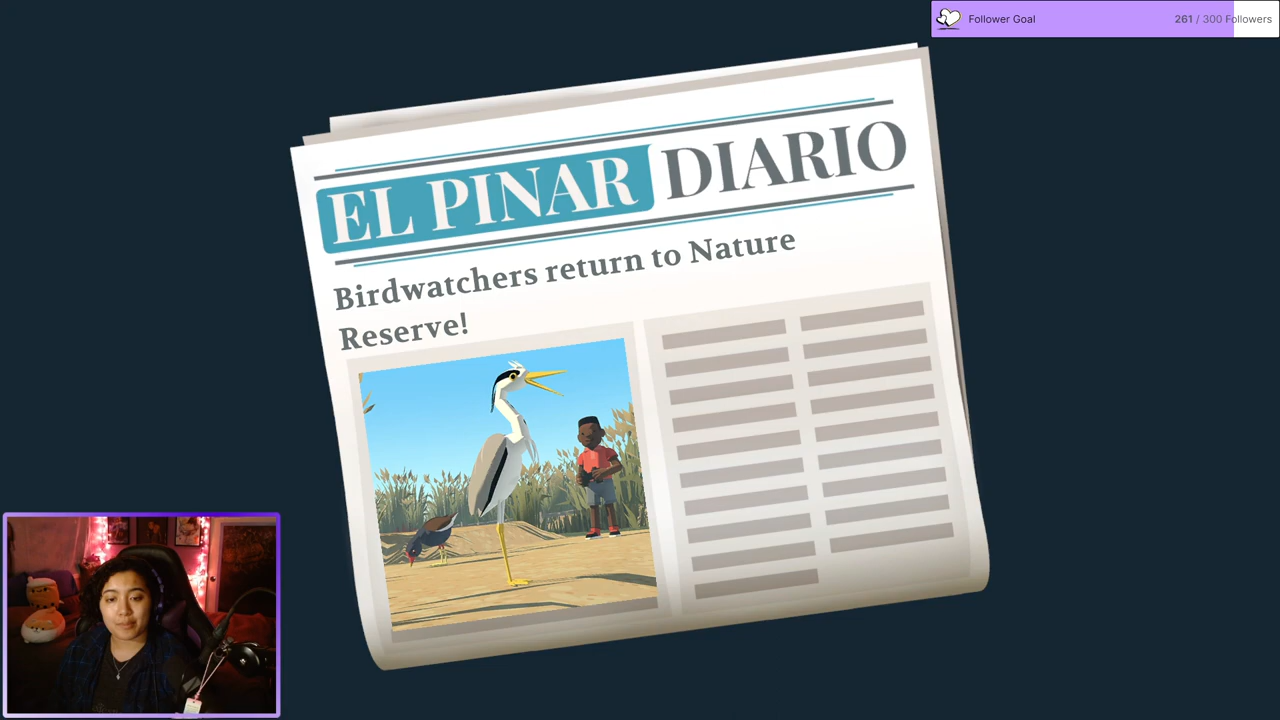 Follower Goal
261 / 300 Followers
EL PINAR DIARIO
Birdwatchers return to Nature
Reserve!